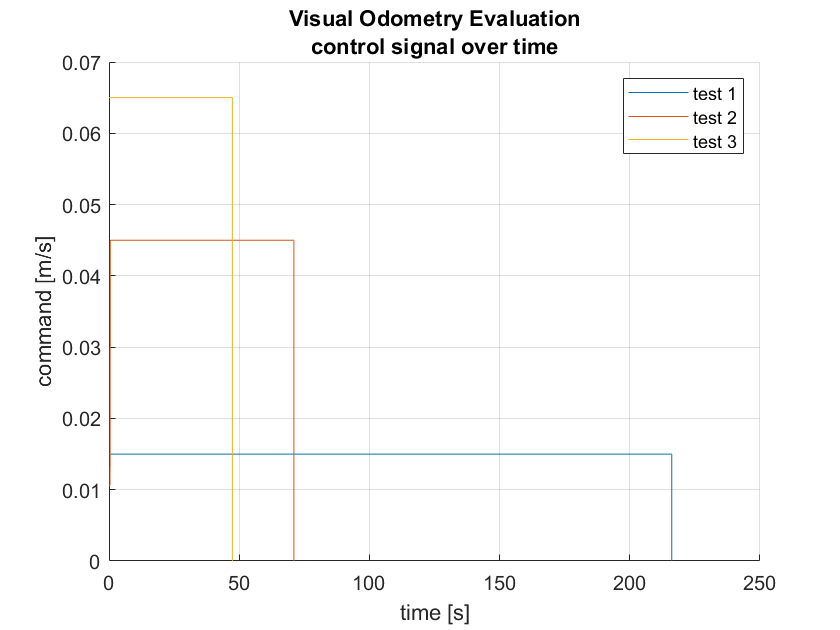 Visual Odometry Evaluation
control signal over time
0.07
0.06
0.05
0.04
0.03
0.02
0.01
0
command [m/s]
test 1
test 2
test 3
0 50 100 150 200 250
time [s]